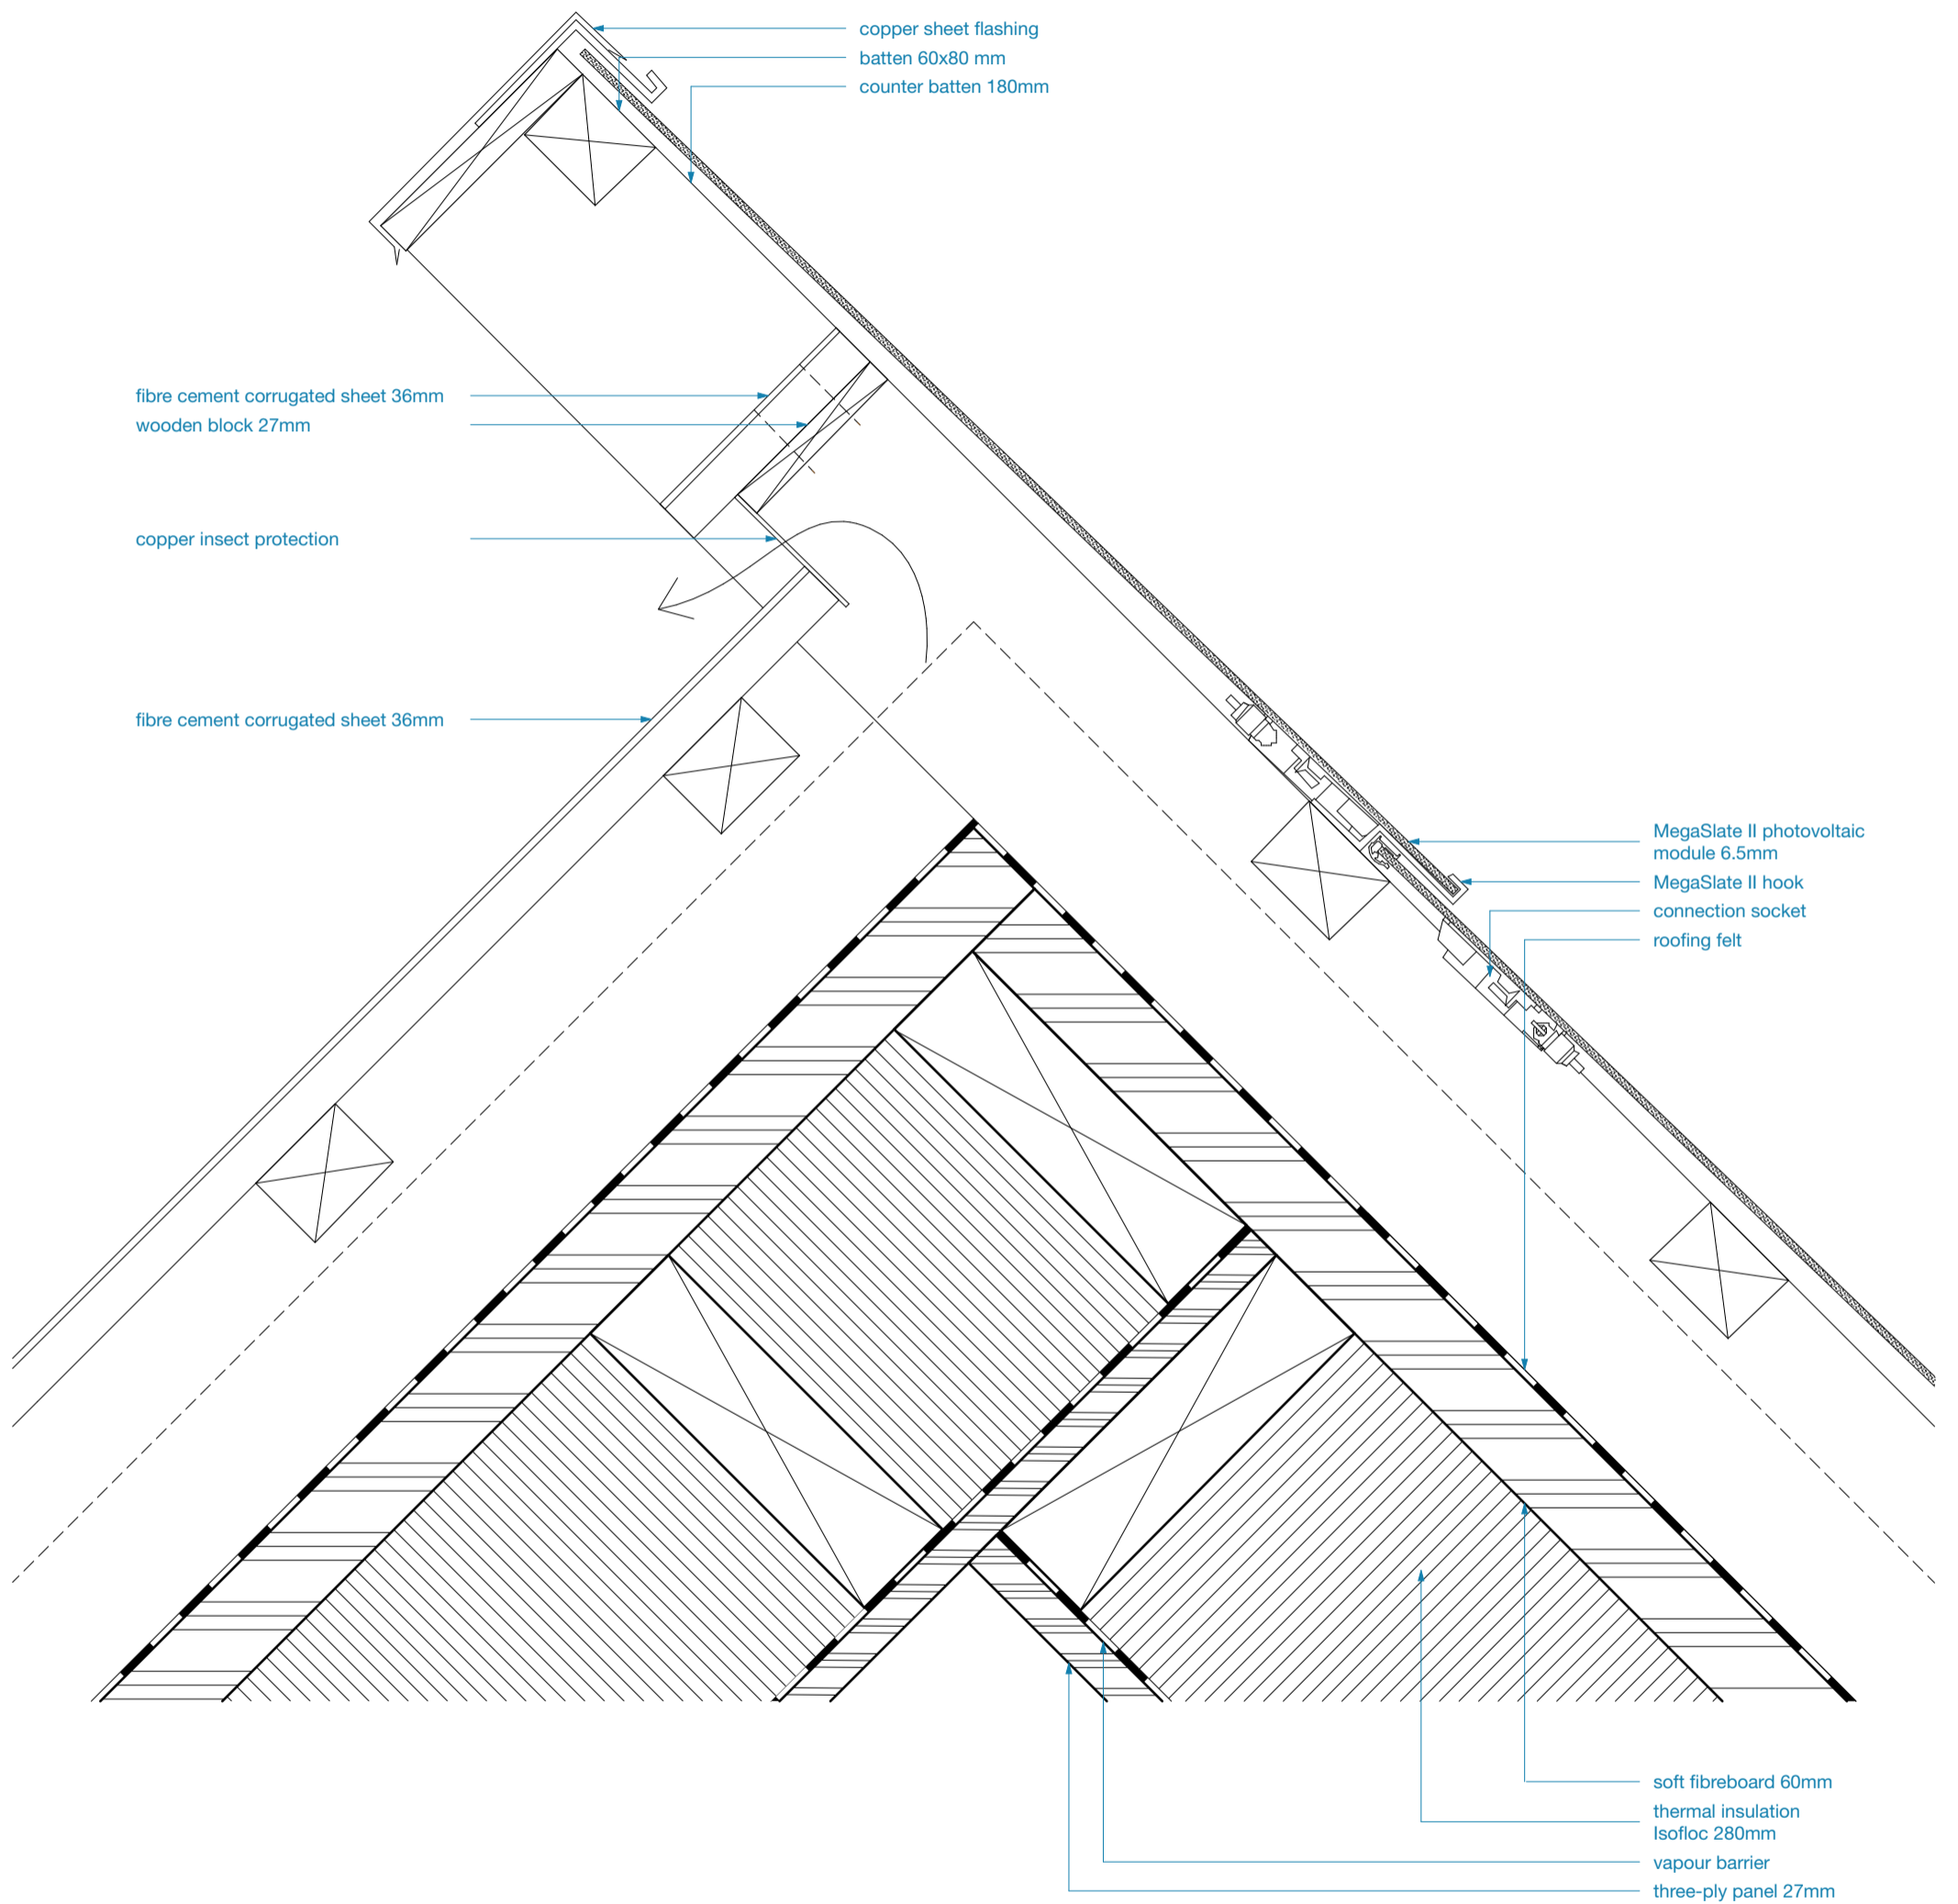 copper sheet flashing
batten 60x80 mm
counter batten 180mm
fibre cement corrugated sheet 36mm
wooden block 27mm
copper insect protection
fibre cement corrugated sheet 36mm
MegaSlate II photovoltaic
module 6.5mm
MegaSlate II hook
connection socket
roofing felt
soft fibreboard 60mm
thermal insulation
Isofloc 280mm
vapour barrier
three-ply panel 27mm